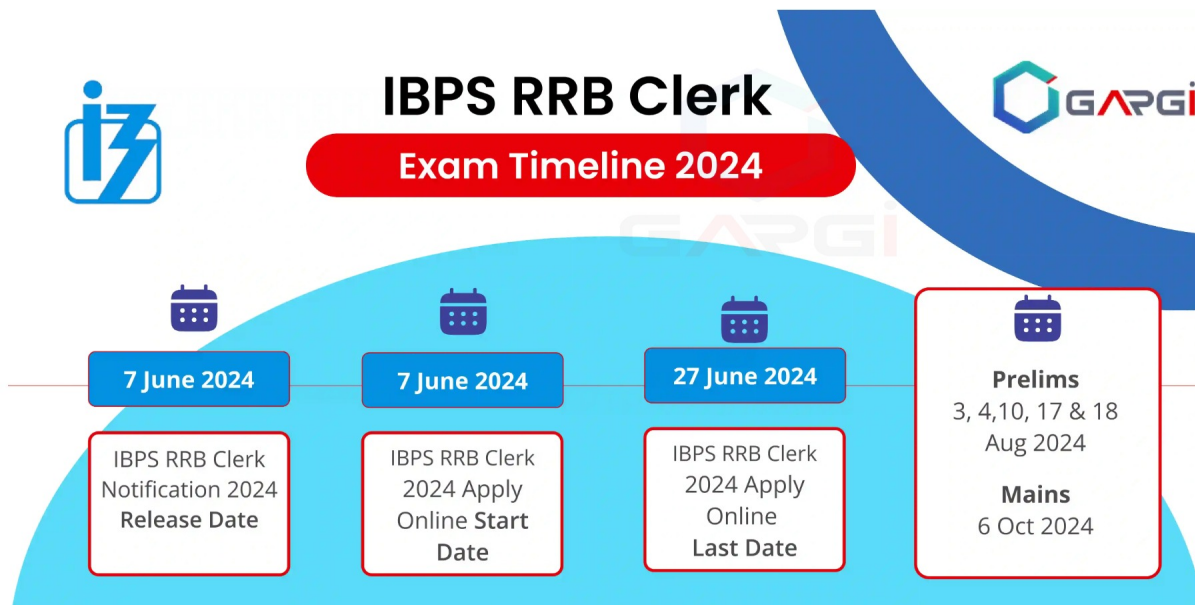 IBPS RRB Clerk
Exam Timeline 2024
GARGi
GARGi
7 June 2024
IBPS RRB Clerk
Notification 2024
Release Date
7 June 2024
IBPS RRB Clerk
2024 Apply
Online Start
Date
27 June 2024
IBPS RRB Clerk
2024 Apply
Online
Last Date
Prelims
3, 4,10, 17 & 18
Aug 2024
Mains
6 Oct 2024